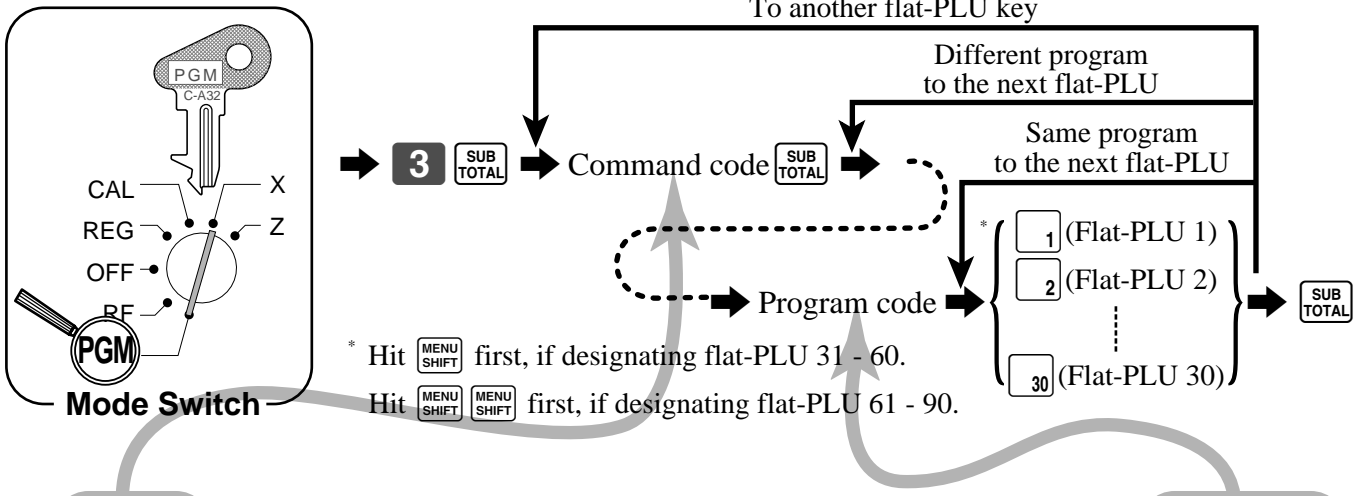 To another flat-PLU key
Different program
to the next flat-PLU
Same program
to the next flat-PLU
PGM
C-A32
3 SUB TOTAL Command code SUB TOTAL
CAL
X
REG
Z
OFF
RF
PGM
Mode Switch
* 1 (Flat-PLU 1)
2 (Flat-PLU 2)
30 (Flat-PLU 30)
Program code
SUB TOTAL
* Hit MENU SHIFT first, if designating flat-PLU 31 - 60.
Hit MENU SHIFT MENU SHIFT first, if designating flat-PLU 61 - 90.